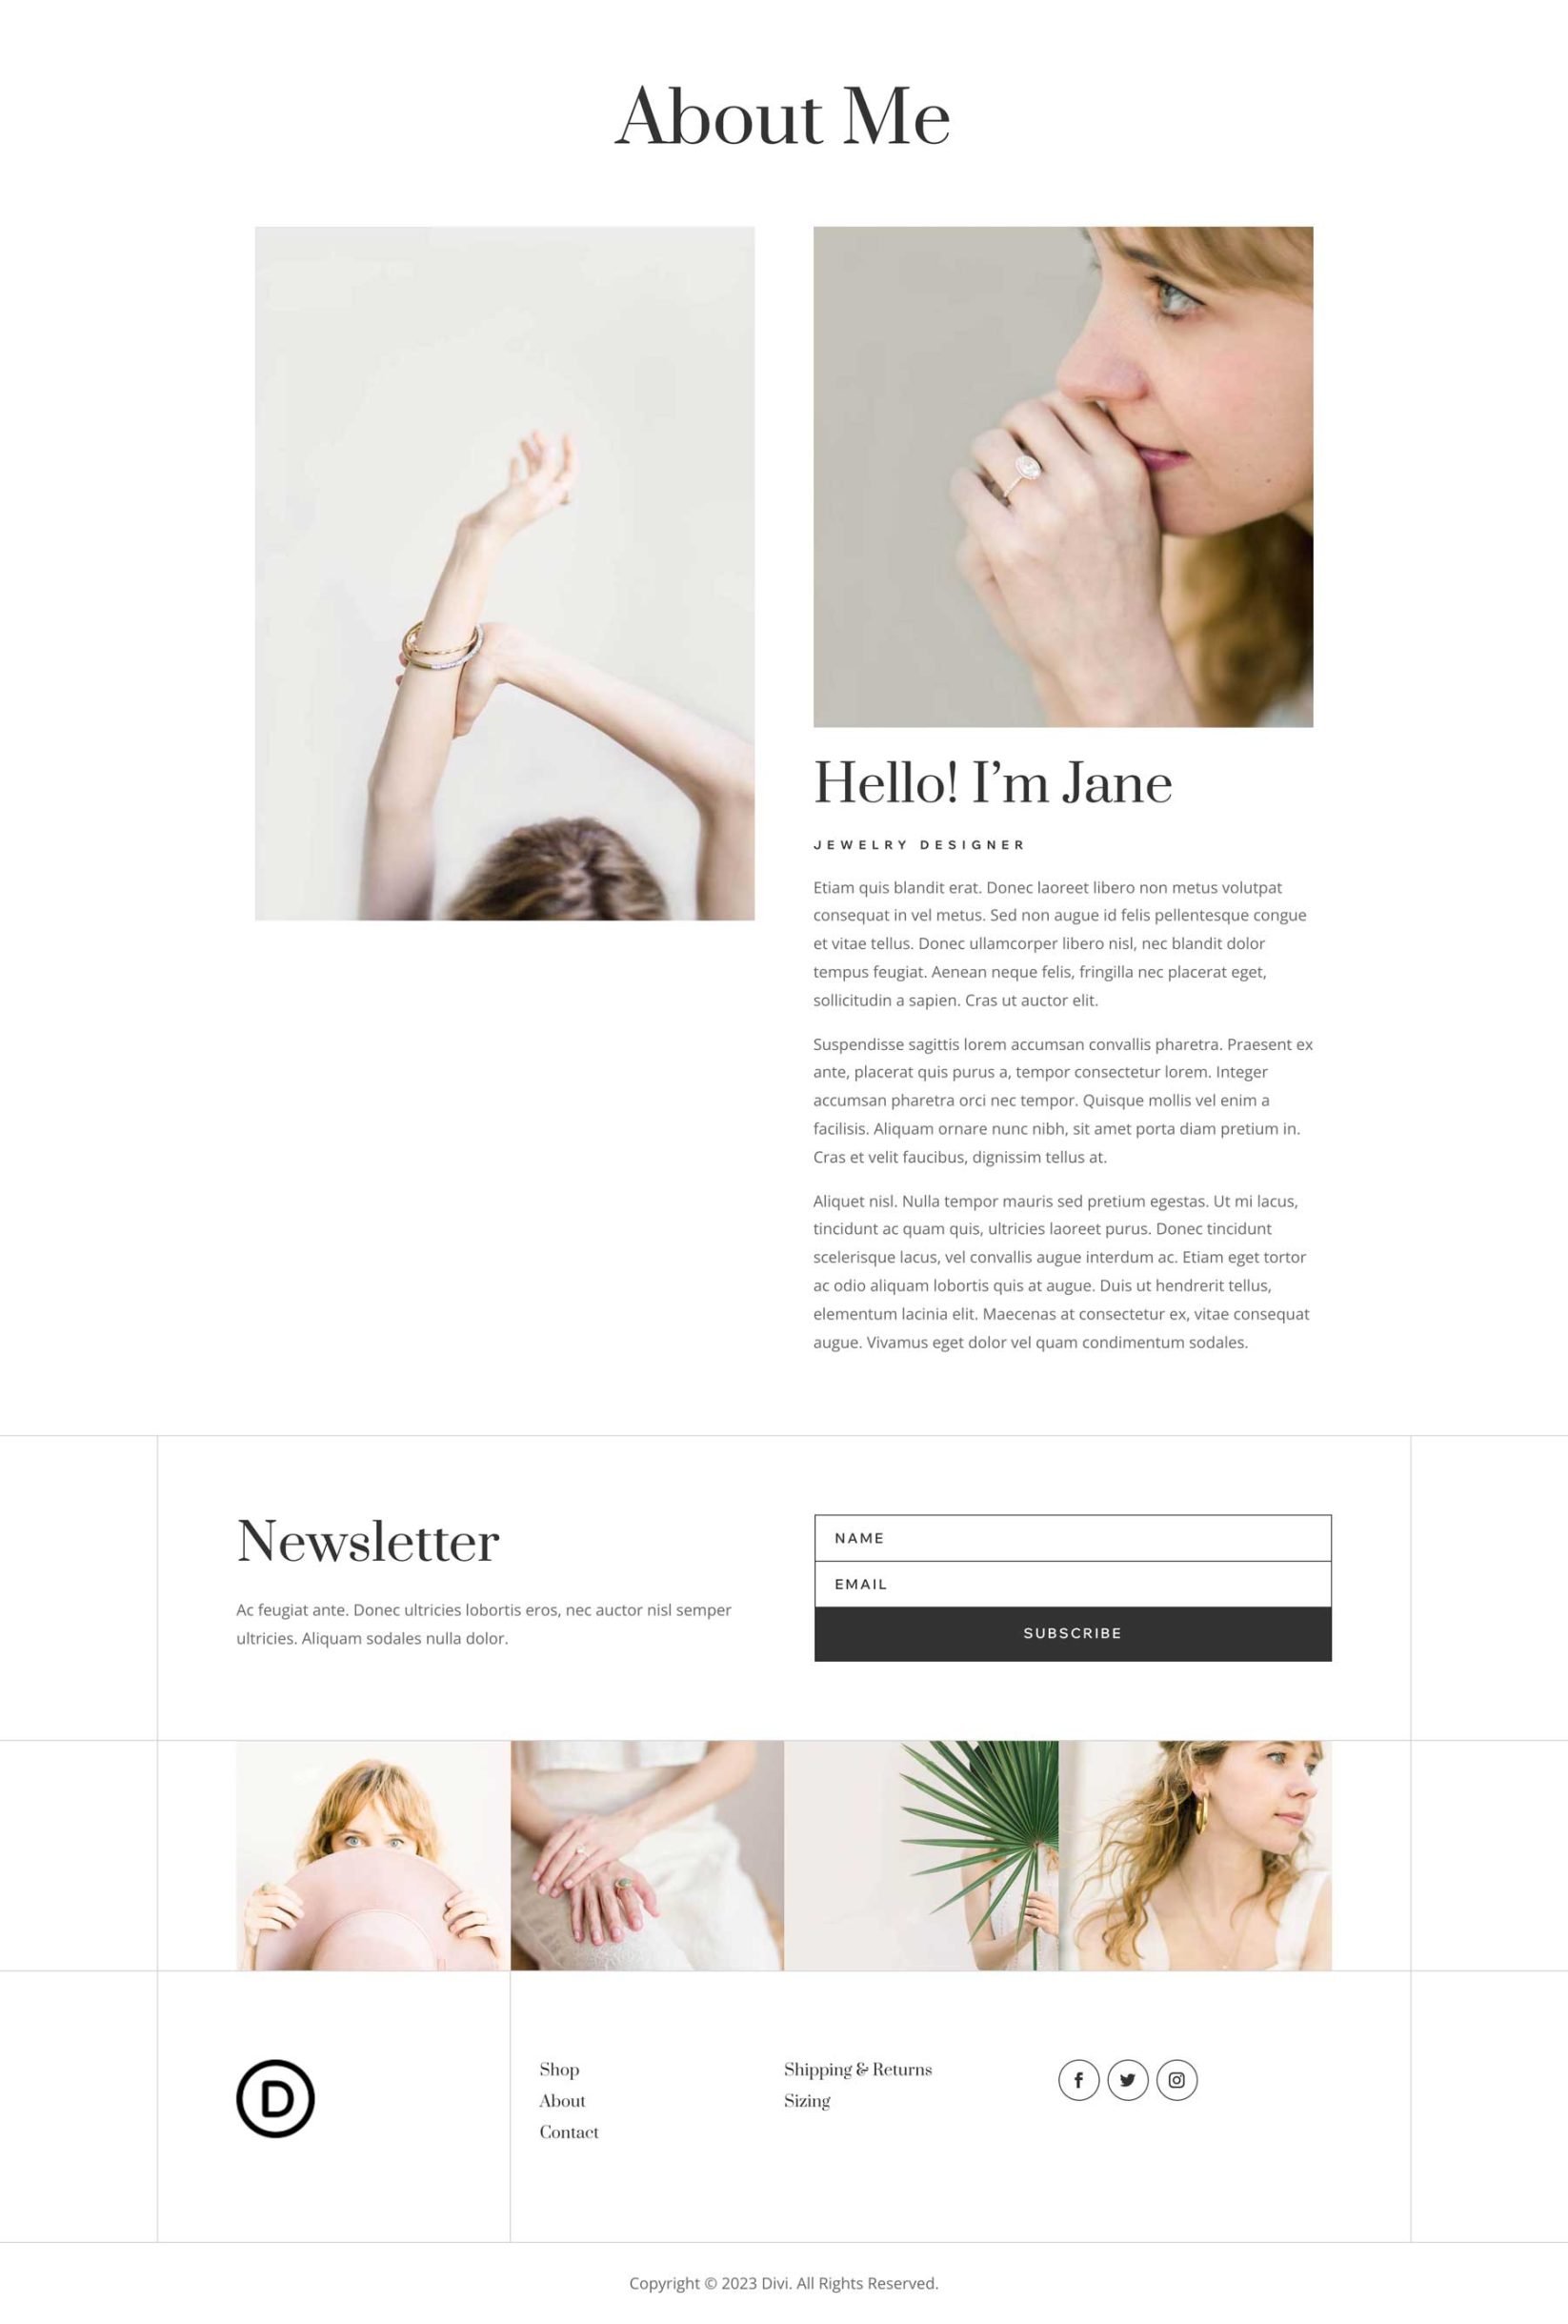 About Me
Hello! I’m Jane
JEWELRY DESIGNER
Etiam quis blandit erat. Donec laoreet libero non metus volutpat
consequat in vel metus. Sed non augue id felis pellentesque congue
et vitae tellus. Donec ullamcorper libero nisl, nec blandit dolor
tempus feugiat. Aenean neque felis, fringilla nec placerat eget,
sollicitudin a sapien. Cras ut auctor elit.
Suspendisse sagittis lorem accumsan convallis pharetra. Praesent ex
ante, placerat quis purus a, tempor consectetur lorem. Integer
accumsan pharetra orci nec tempor. Quisque mollis vel enim a
facilisis. Aliquam ornare nunc nibh, sit amet porta diam pretium in.
Cras et velit faucibus, dignissim tellus at.
Aliquet nisl. Nulla tempor mauris sed pretium egestas. Ut mi lacus,
tincidunt ac quam quis, ultricies laoreet purus. Donec tincidunt
scelerisque lacus, vel convallis augue interdum ac. Etiam eget tortor
ac odio aliquam lobortis quis at augue. Duis ut hendrerit tellus,
elementum lacinia elit. Maecenas at consectetur ex, vitae consequat
augue. Vivamus eget dolor vel quam condimentum sodales.
Newsletter
Ac feugiat ante. Donec ultricies lobortis eros, nec auctor nisl semper
ultricies. Aliquam sodales nulla dolor.
NAME
EMAIL
SUBSCRIBE
D
Shop
About
Contact
Shipping & Returns
Sizing
Copyright © 2023 Divi. All Rights Reserved.